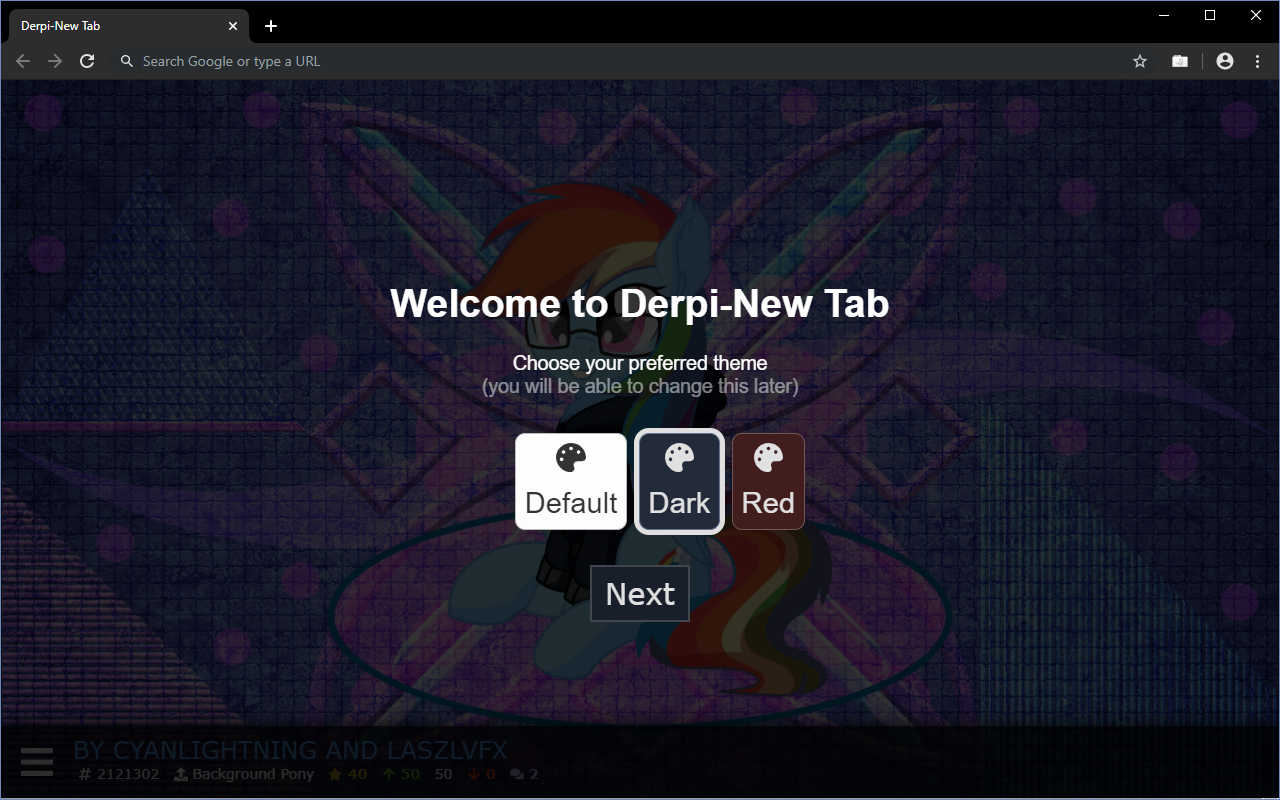 Derpi-New Tab
Search Google or type a URL
Welcome to Derpi-New Tab
Choose your preferred theme
(you will be able to change this later)
Default Dark Red
Next
BY CYANLIGHTNING AND LASZLVFX
# 2121302 Background Pony 40 50 50 0 2